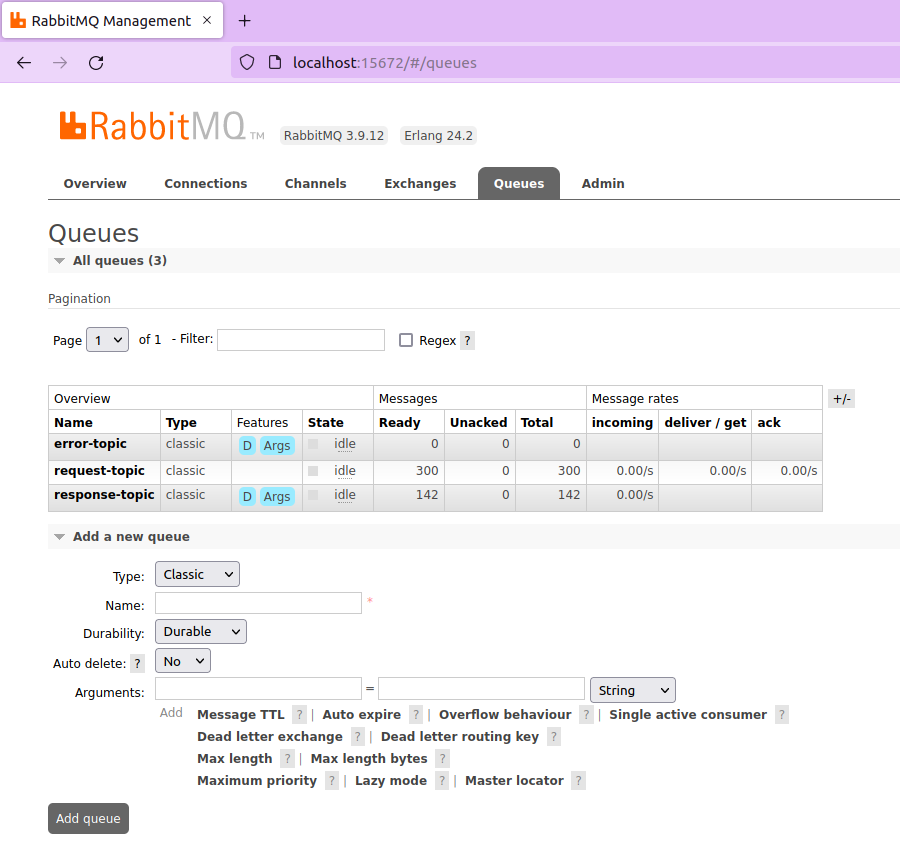 RabbitMQ Management × +
localhost:15672/#/queues
RabbitMQ TM RabbitMQ 3.9.12 Erlang 24.2
Overview Connections Channels Exchanges Queues Admin
Queues
All queues (3)
Pagination
Page 1 of 1 - Filter: Regex ?
Overview Messages Message rates +/-
Name Type Features State Ready Unacked Total incoming deliver / get ack
error-topic classic D Args idle 0 0 0
request-topic classic idle 300 0 300 0.00/s 0.00/s 0.00/s
response-topic classic D Args idle 142 0 142 0.00/s
Add a new queue
Type: Classic
Name: *
Durability: Durable
Auto delete: ? No
Arguments: = String
Add Message TTL ? | Auto expire ? | Overflow behaviour ? | Single active consumer ?
Dead letter exchange ? | Dead letter routing key ?
Max length ? | Max length bytes ?
Maximum priority ? | Lazy mode ? | Master locator ?
Add queue